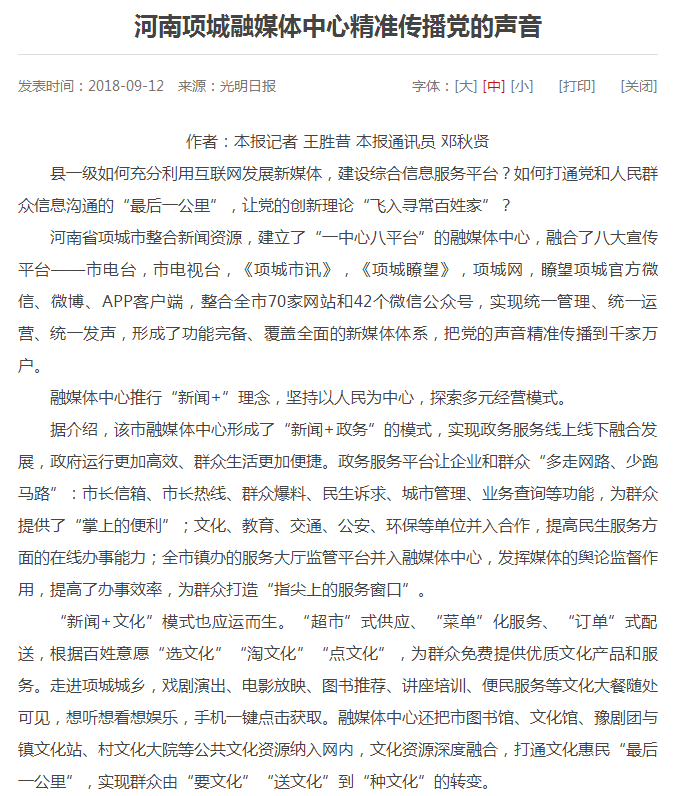 河南项城融媒体中心精准传播党的声音
发表时间：2018-09-12 来源：光明日报 字体：[大] [中] [小] [打印] [关闭]
作者：本报记者 王胜昔 本报通讯员 邓秋贤
县一级如何充分利用互联网发展新媒体，建设综合信息服务平台？如何打通党和人民群
众信息沟通的“最后一公里”，让党的创新理论“飞入寻常百姓家”？
河南省项城市整合新闻资源，建立了“一中心八平台”的融媒体中心，融合了八大宣传
平台——市电台，市电视台，《项城市讯》，《项城瞭望》，项城网，瞭望项城官方微
信、微博、APP客户端，整合全市70家网站和42个微信公众号，实现统一管理、统一运
营、统一发声，形成了功能完备、覆盖全面的新媒体体系，把党的声音精准传播到千家万
户。
融媒体中心推行“新闻+”理念，坚持以人民为中心，探索多元经营模式。
据介绍，该市融媒体中心形成了“新闻+政务”的模式，实现政务服务线上线下融合发
展，政府运行更加高效、群众生活更加便捷。政务服务平台让企业和群众“多走网路、少跑
马路”：市长信箱、市长热线、群众爆料、民生诉求、城市管理、业务查询等功能，为群众
提供了“掌上的便利”；文化、教育、交通、公安、环保等单位并入合作，提高民生服务方
面的在线办事能力；全市镇办的服务大厅监管平台并入融媒体中心，发挥媒体的舆论监督作
用，提高了办事效率，为群众打造“指尖上的服务窗口”。
“新闻+文化”模式也应运而生。“超市”式供应、“菜单”化服务、“订单”式配
送，根据百姓意愿“选文化”“淘文化”“点文化”，为群众免费提供优质文化产品和服
务。走进项城城乡，戏剧演出、电影放映、图书推荐、讲座培训、便民服务等文化大餐随处
可见，想听想看想娱乐，手机一键点击获取。融媒体中心还把市图书馆、文化馆、豫剧团与
镇文化站、村文化大院等公共文化资源纳入网内，文化资源深度融合，打通文化惠民“最后
一公里”，实现群众由“要文化”“送文化”到“种文化”的转变。